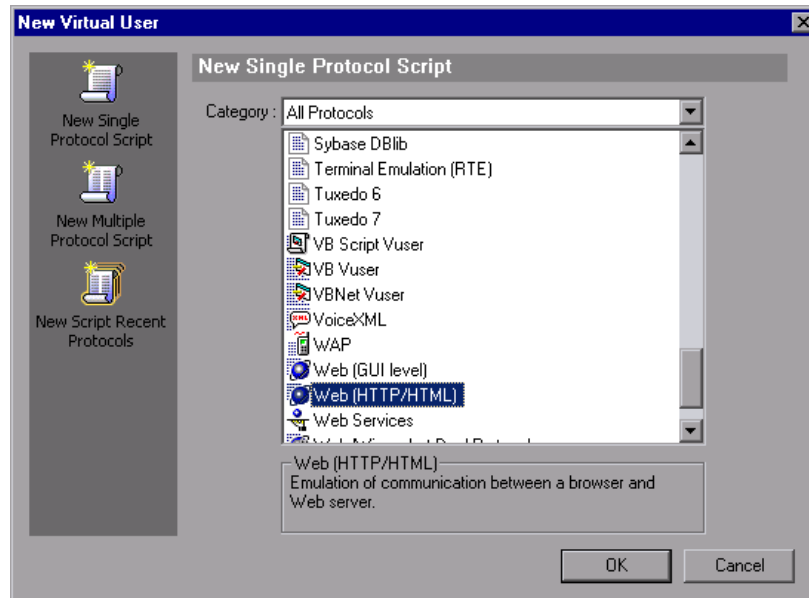 New Virtual User
New Single
Protocol Script
New Multiple
Protocol Script
New Script Recent
Protocols
New Single Protocol Script
Category :
All Protocols
Sybase DBlib
Terminal Emulation (RTE)
Tuxedo 6
Tuxedo 7
VB Script Vuser
VB Vuser
VBNet Vuser
VoiceXML
WAP
Web (GUI level)
Web (HTTP/HTML)
Web Services
Web (HTTP/HTML)
Emulation of communication between a browser and
Web server.
OK
Cancel